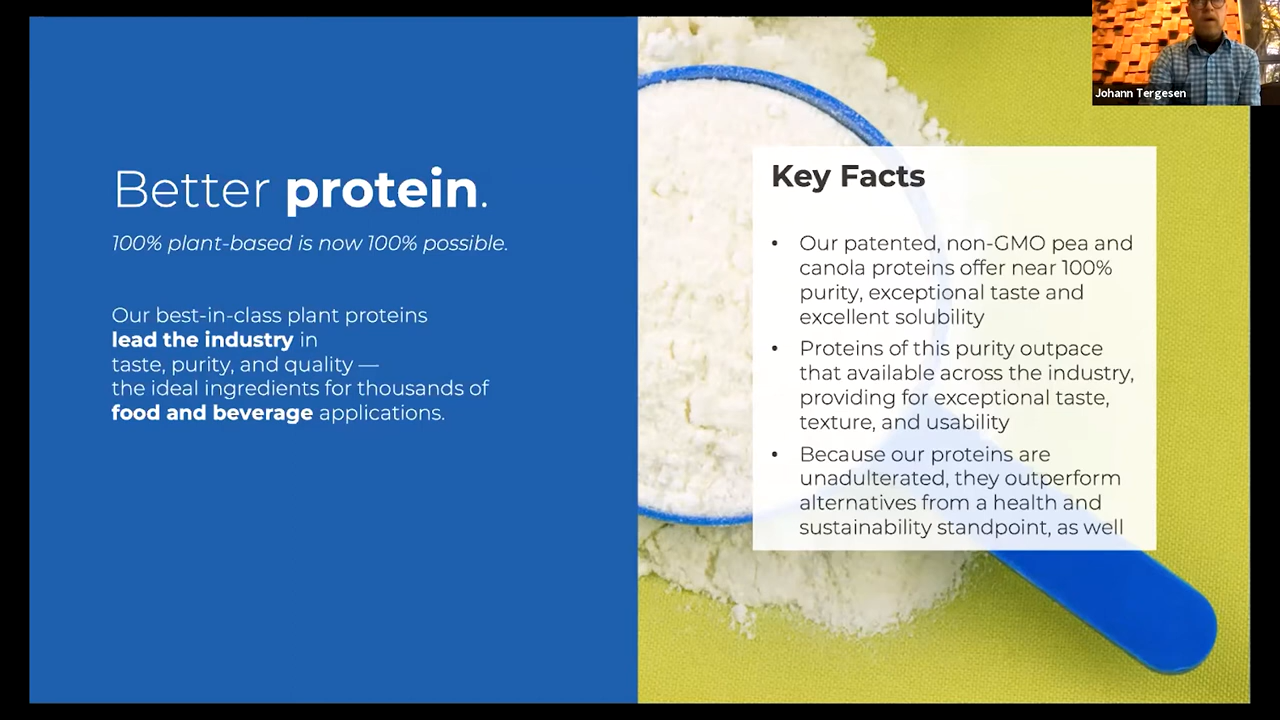 Johann Tergesen
Better protein.
100% plant-based is now 100% possible.
Our best-in-class plant proteins
lead the industry in
taste, purity, and quality —
the ideal ingredients for thousands of
food and beverage applications.
Key Facts
• Our patented, non-GMO pea and
canola proteins offer near 100%
purity, exceptional taste and
excellent solubility
• Proteins of this purity outpace
that available across the industry,
providing for exceptional taste,
texture, and usability
• Because our proteins are
unadulterated, they outperform
alternatives from a health and
sustainability standpoint, as well